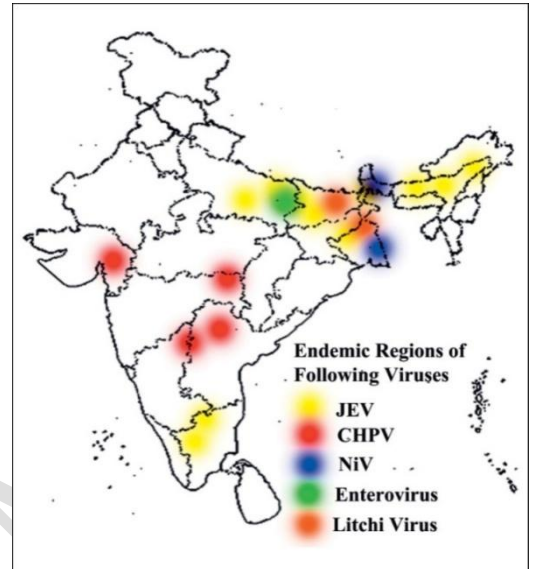 Endemic Regions of
Following Viruses
JEV
CHPV
NiV
Enterovirus
Litchi Virus